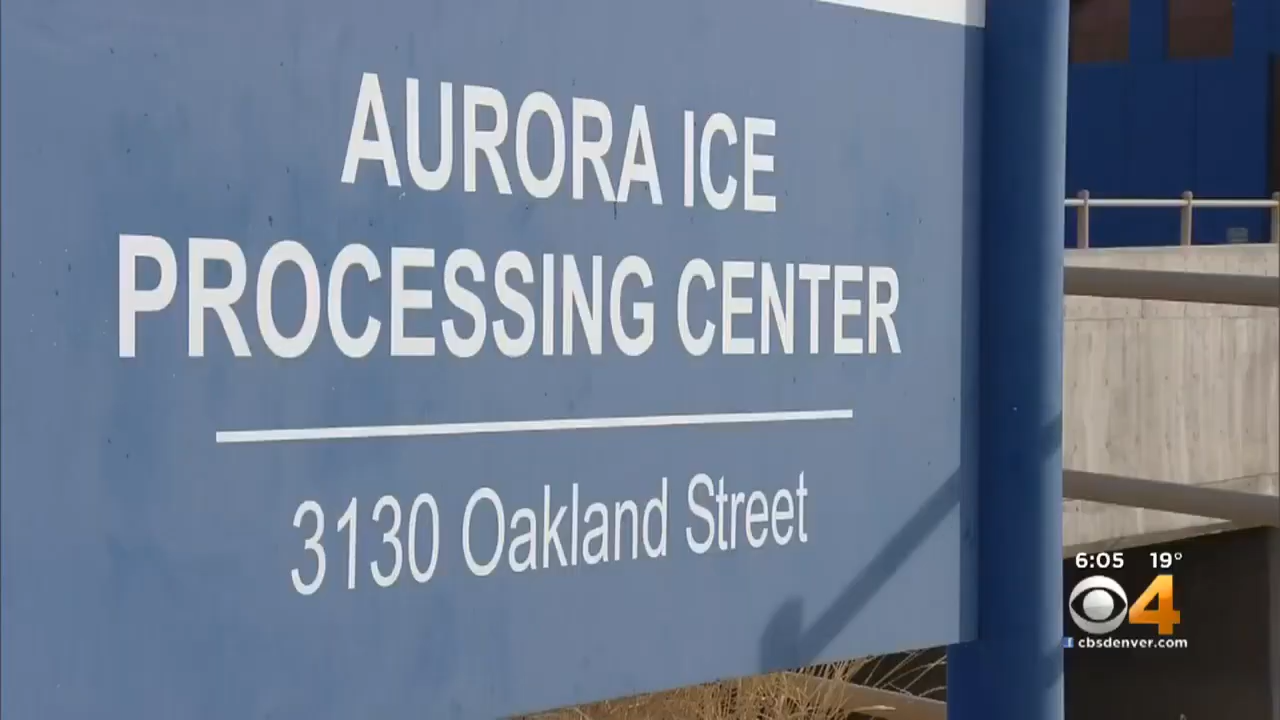 AURORA ICE
PROCESSING CENTER
3130 Oakland Street
6:05 19°
4
f cbsdenver.com